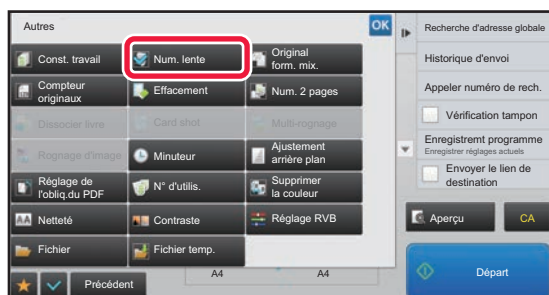 Autres
OK
Const. travail
Num. lente
Original
form. mix.
Compteur
originaux
Effacement
Num. 2 pages
Dissocier livre
Card shot
Multi-rognage
Rognage d'image
Minuteur
Ajustement
arrière plan
Réglage de
l'obliq.du PDF
N° d'utilis.
Supprimer
la couleur
AA
Netteté
Contraste
Réglage RVB
Fichier
Fichier temp.
Précédent
A4
A4
Recherche d'adresse globale
Historique d'envoi
Appeler numéro de rech.
Vérification tampon
Enregistremt programme
Enregistrer réglages actuels
Envoyer le lien de
destination
Aperçu
CA
Départ